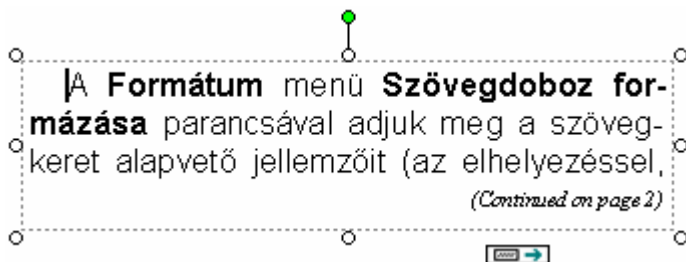 A Formátum menü Szövegdoboz for-
mázása parancsával adjuk meg a szöveg-
keret alapvető jellemzőit (az elhelyezéssel,
(Continued on page 2)